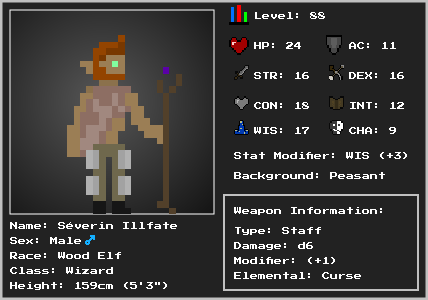 Level: 88
HP: 24 AC: 11
STR: 16 DEX: 16
CON: 18 INT: 12
WIS: 17 CHA: 9
Stat Modifier: WIS (+3)
Background: Peasant
Name: Séverin Illfate
Sex: Male ♂
Race: Wood Elf
Class: Wizard
Height: 159cm (5'3")
Weapon Information:
Type: Staff
Damage: d6
Modifier: (+1)
Elemental: Curse